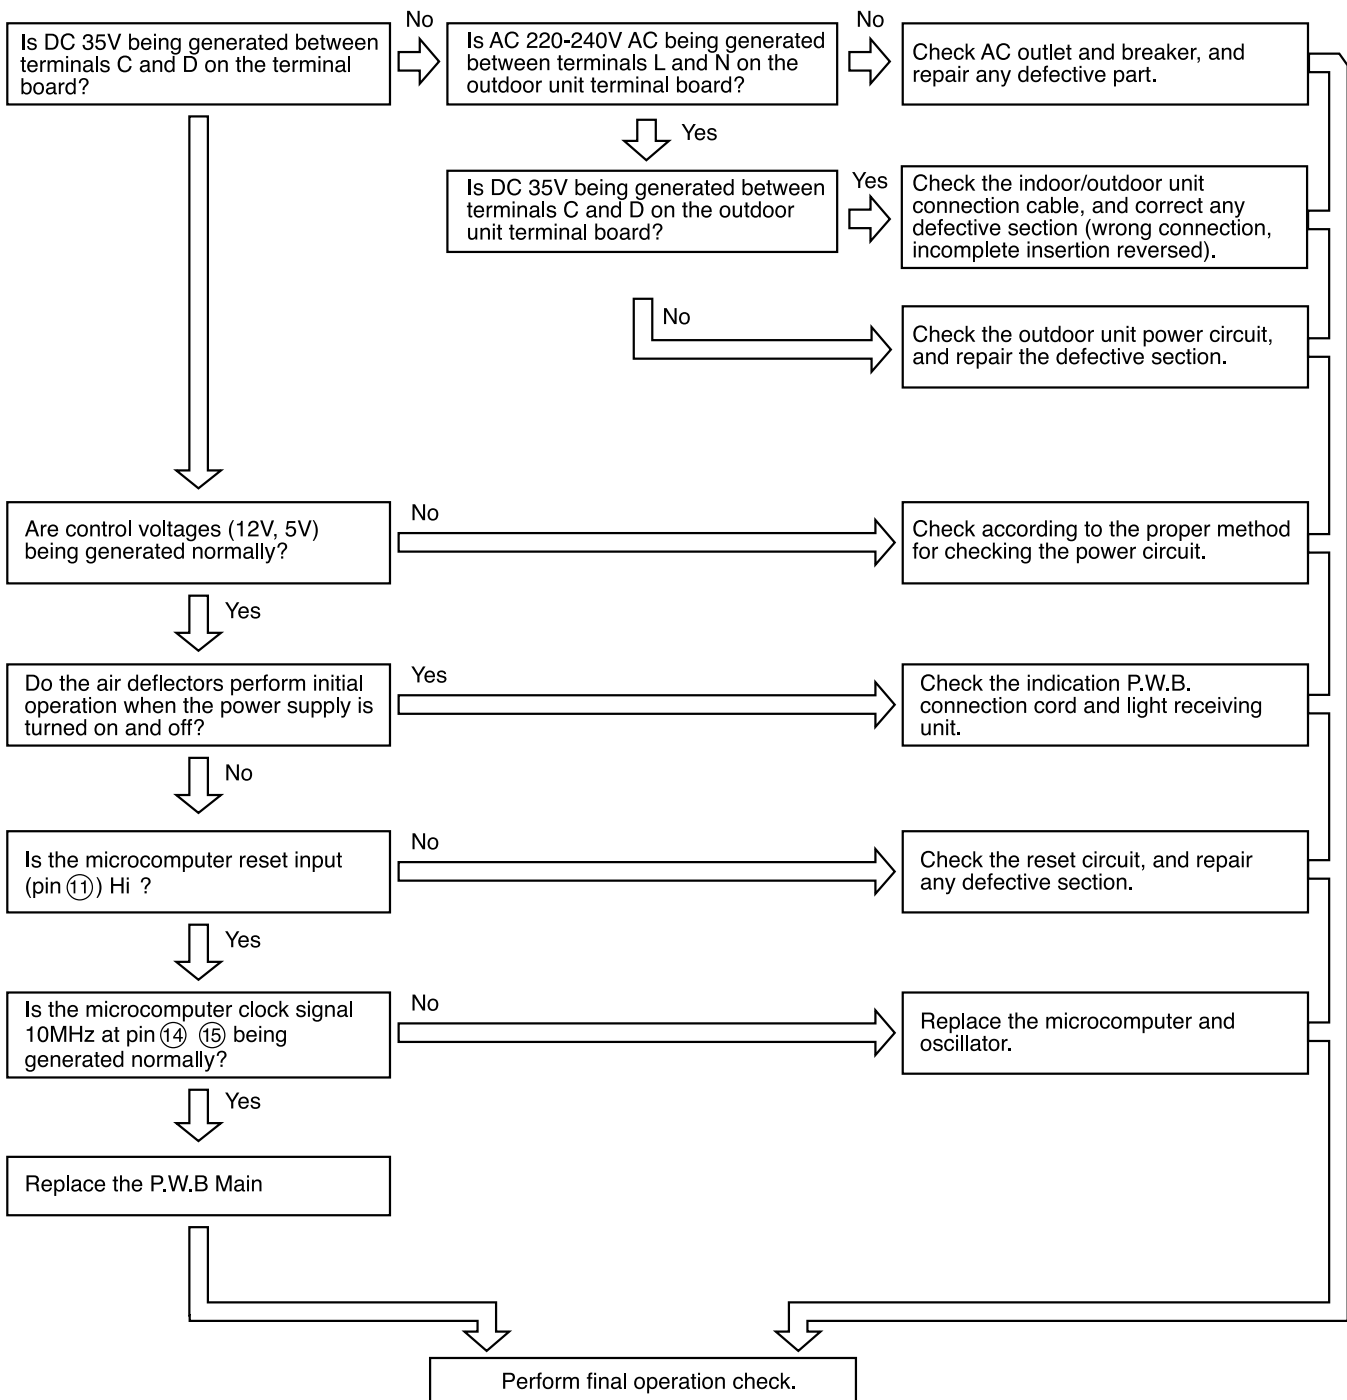 Is DC 35V being generated between
terminals C and D on the terminal
board?
No
Is AC 220-240V AC being generated
between terminals L and N on the
outdoor unit terminal board?
No
Check AC outlet and breaker, and
repair any defective part.
Yes
Is DC 35V being generated between
terminals C and D on the outdoor
unit terminal board?
Yes
Check the indoor/outdoor unit
connection cable, and correct any
defective section (wrong connection,
incomplete insertion reversed).
No
Check the outdoor unit power circuit,
and repair the defective section.
Are control voltages (12V, 5V)
being generated normally?
No
Check according to the proper method
for checking the power circuit.
Yes
Do the air deflectors perform initial
operation when the power supply is
turned on and off?
Yes
Check the indication P.W.B.
connection cord and light receiving
unit.
No
Is the microcomputer reset input
(pin ⑪) Hi ?
No
Check the reset circuit, and repair
any defective section.
Yes
Is the microcomputer clock signal
10MHz at pin ⑭ ⑮ being
generated normally?
No
Replace the microcomputer and
oscillator.
Yes
Replace the P.W.B Main
Perform final operation check.